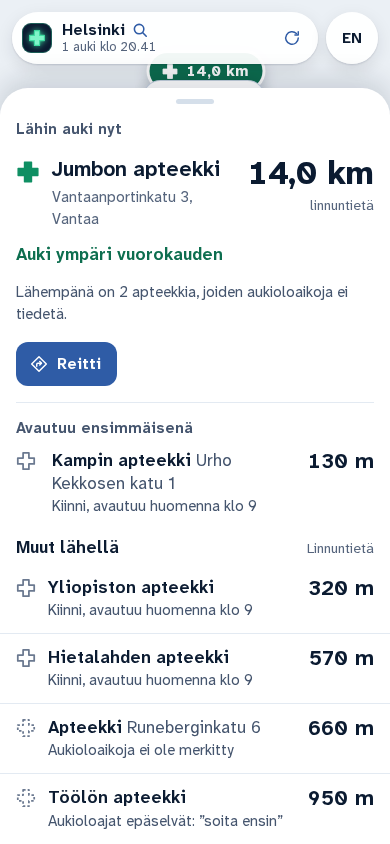 Helsinki
1 auki klo 20.41
EN
14,0 km
Lähin auki nyt
Jumbon apteekki
14,0 km
Vantaanportinkatu 3,
Vantaa
linnuntietä
Auki ympäri vuorokauden
Lähempänä on 2 apteekkia, joiden aukioloaikoja ei
tiedetä.
Reitti
Avautuu ensimmäisenä
Kampin apteekki Urho
Kekkosen katu 1
130 m
Kiinni, avautuu huomenna klo 9
Muut lähellä
Linnuntietä
Yliopiston apteekki
320 m
Kiinni, avautuu huomenna klo 9
Hietalahden apteekki
570 m
Kiinni, avautuu huomenna klo 9
Apteekki Runeberginkatu 6
660 m
Aukioloaikoja ei ole merkitty
Töölön apteekki
950 m
Aukioloajat epäselvät: ”soita ensin”